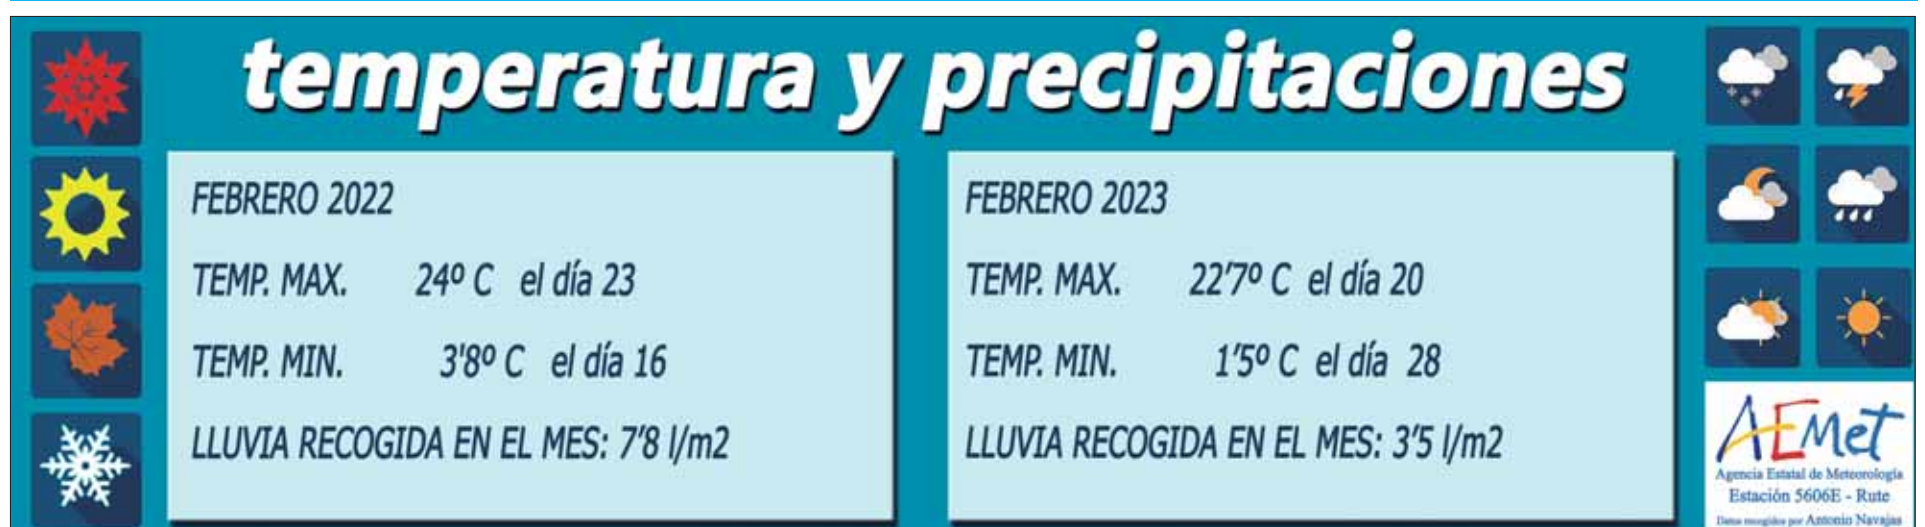 temperatura y precipitaciones
FEBRERO 2022
TEMP. MAX. 24º C el día 23
TEMP. MIN. 3'8º C el día 16
LLUVIA RECOGIDA EN EL MES: 7'8 l/m2
FEBRERO 2023
TEMP. MAX. 22'7º C el día 20
TEMP. MIN. 1'5º C el día 28
LLUVIA RECOGIDA EN EL MES: 3'5 l/m2
AEMet
Agencia Estatal de Meteorología
Estación 5606E - Rute
Datos recogidos por Antonio Navajas